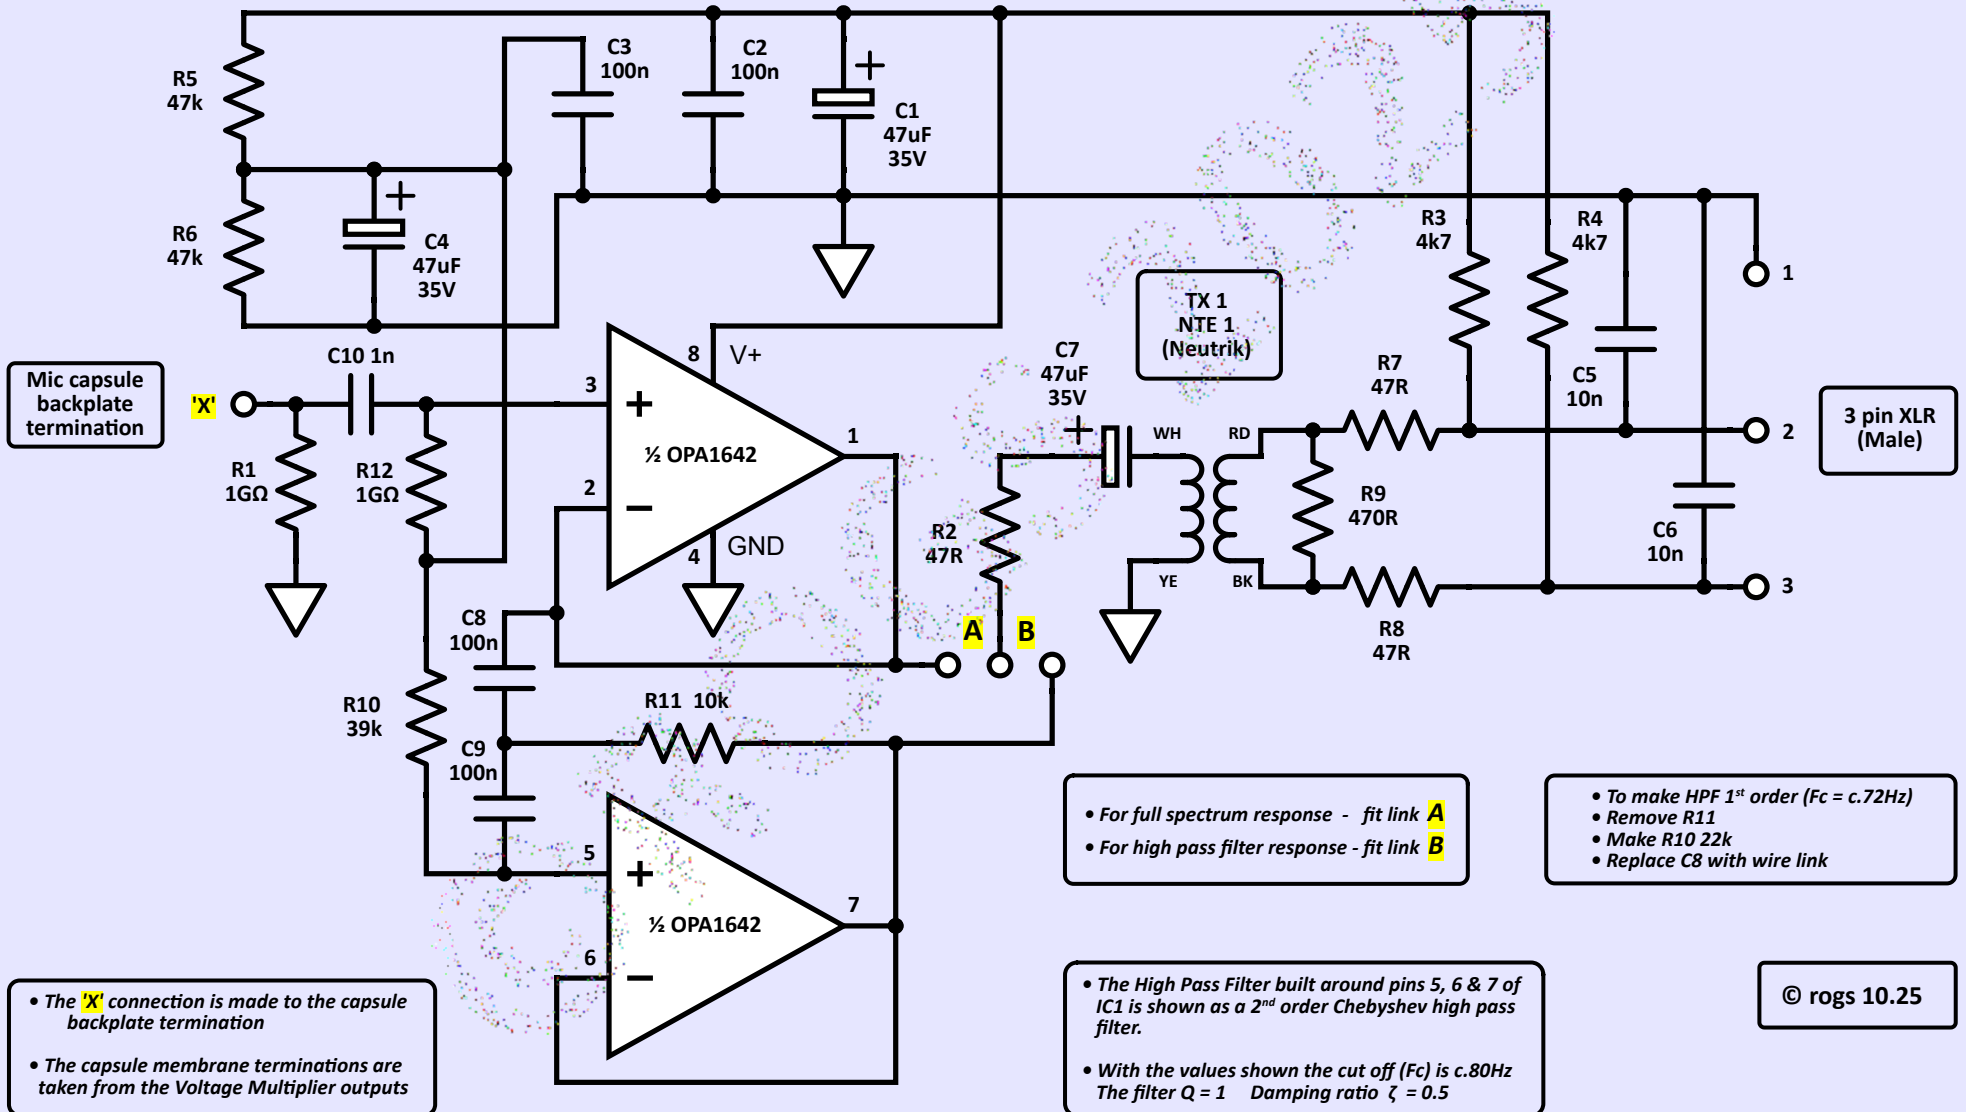 R5
47k
C3
100n
C2
100n
+
C1
47uF
35V
R6
47k
+
C4
47uF
35V
R3
4k7
R4
4k7
1
TX 1
NTE 1
(Neutrik)
C10 1n
8
V+
Mic capsule
backplate
termination
'X'
3
+
C7
47uF
35V
R7
47R
C5
10n
+
WH
RD
1
2
3 pin XLR
(Male)
½ OPA1642
R1
1GΩ
R12
1GΩ
2
−
R9
470R
R2
47R
C6
10n
GND
4
YE
BK
3
C8
100n
A
B
R8
47R
R10
39k
R11 10k
C9
100n
• For full spectrum response - fit link A
• For high pass filter response - fit link B
• To make HPF 1st order (Fc = c.72Hz)
• Remove R11
• Make R10 22k
• Replace C8 with wire link
5
+
7
½ OPA1642
6
−
• The 'X' connection is made to the capsule
backplate termination
• The capsule membrane terminations are
taken from the Voltage Multiplier outputs
• The High Pass Filter built around pins 5, 6 & 7 of
IC1 is shown as a 2nd order Chebyshev high pass
filter.
• With the values shown the cut off (Fc) is c.80Hz
The filter Q = 1 Damping ratio ζ = 0.5
© rogs 10.25